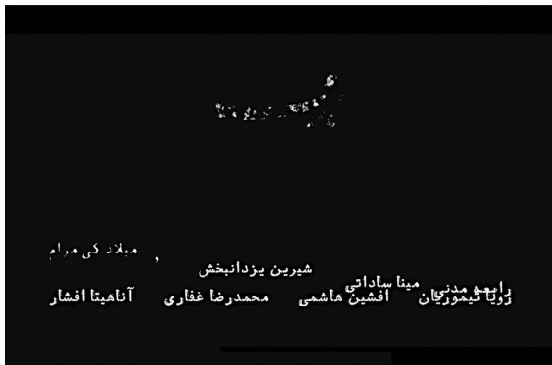 میلاد کی مرام
شیرین یزدانبخش
رابعه مدنی مینا ساداتی
رویا تیموریان افشین هاشمی محمدرضا غفاری آناهیتا افشار